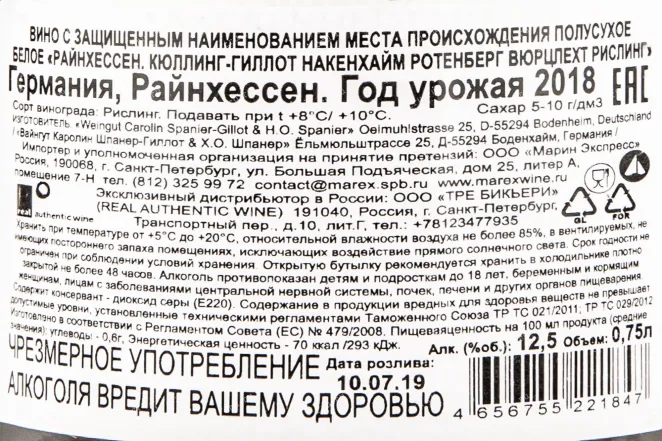 ВИНО С ЗАЩИЩЕННЫМ НАИМЕНОВАНИЕМ МЕСТА ПРОИСХОЖДЕНИЯ ПОЛУСУХОЕ
БЕЛОЕ «РАЙНХЕССЕН. КЮЛЛИНГ-ГИЛЛОТ НАКЕНХАЙМ РОТЕНБЕРГ ВЮРЦЛЕХТ РИСЛИНГ»
Германия, Райнхессен. Год урожая 2018
EAC
Сорт винограда: Рислинг. Подавать при t +8°C/ +10°C.
Сахар 5-10 г/дм3
Изготовитель: «Weingut Carolin Spanier-Gillot & H.O. Spanier» Oelmuhlstrasse 25, D-55294 Bodenheim, Deutschland
/ «Вайнгут Каролин Шпанер-Гиллот & Х.О. Шпанер» Ёльмюльштрассе 25, Д-55294 Боденхайм, Германия /
Импортер и уполномоченная организация на принятие претензий: ООО «Марин Экспресс»
Россия, 190068, г. Санкт-Петербург, ул. Большая Подъяческая, дом 25, литер А,
помещение 7-Н тел. (812) 325 99 72 contact@marex.spb.ru www.marexwine.ru
Эксклюзивный дистрибьютор в России: ООО «ТРЕ БИКЬЕРИ»
real
authentic wine
(REAL AUTHENTIC WINE) 191040, Россия, г. Санкт-Петербург,
Транспортный пер., д.10, лит.Г, тел.: +78123477935
GL
FOR
Хранить при температуре от +5°C до +20°C, относительной влажности воздуха не более 85%, в вентилируемых, не
имеющих постороннего запаха помещениях, исключающих воздействие прямого солнечного света. Срок годности не
ограничен при соблюдении условий хранения. Открытую бутылку рекомендуется хранить в холодильнике плотно
закрытой не более 48 часов. Алкоголь противопоказан детям и подросткам до 18 лет, беременным и кормящим
женщинам, лицам с заболеваниями центральной нервной системы, почек, печени и других органов пищеварения
Содержит консервант - диоксид серы (Е220). Содержание в продукции вредных для здоровья веществ не превышает
допустимые уровни, установленные техническими регламентами Таможенного Союза ТР ТС 021/2011; ТР ТС 029/2012
Изготовлено в соответствии с Регламентом Совета (ЕС) № 479/2008. Пищеваяценность на 100 мл продукта (средние
значения): углеводы - 0,6г, Энергетическая ценность - 70 ккал /293 кДж.
Алк. (%об.): 12,5 Объем: 0,75л
ЧРЕЗМЕРНОЕ УПОТРЕБЛЕНИЕ
АЛКОГОЛЯ ВРЕДИТ ВАШЕМУ ЗДОРОВЬЮ
Дата розлива:
10.07.19
4 656755 221847